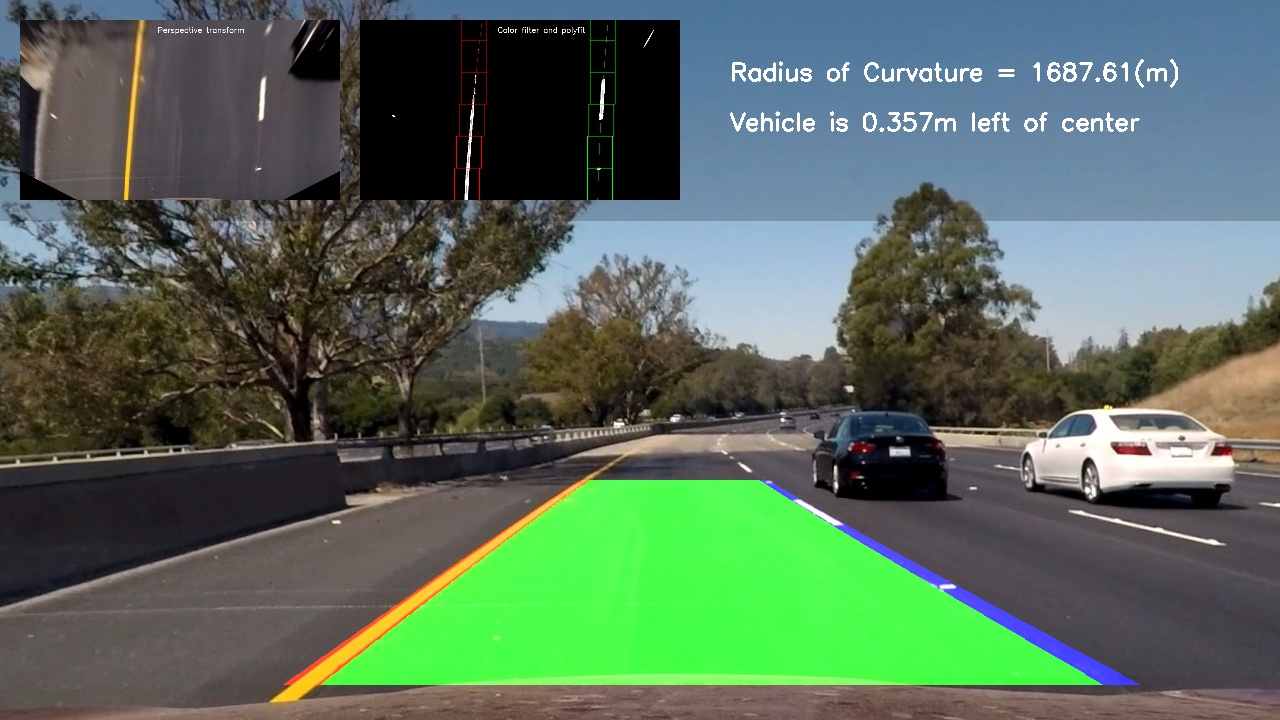 Perspective transform
Color filter and polyfit
Radius of Curvature = 1687.61(m)
Vehicle is 0.357m left of center